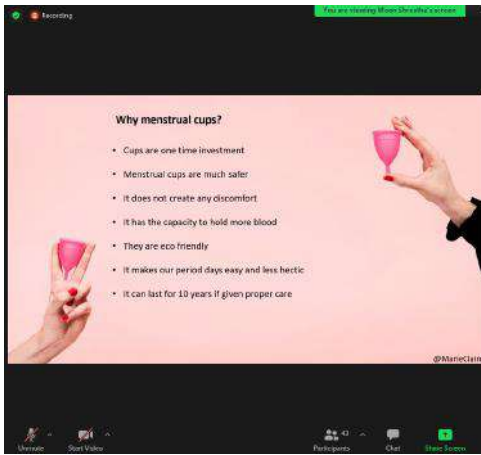 Recording
You are viewing Moon Shrestha's screen
Why menstrual cups?
• Cups are one time investment
• Menstrual cups are much safer
• It does not create any discomfort
• It has the capacity to hold more blood
• They are eco friendly
• It makes our period days easy and less hectic
• It can last for 10 years if given proper care
@MarieClair
Unmute
Start Video
43
Participants
Chat
Share Screen